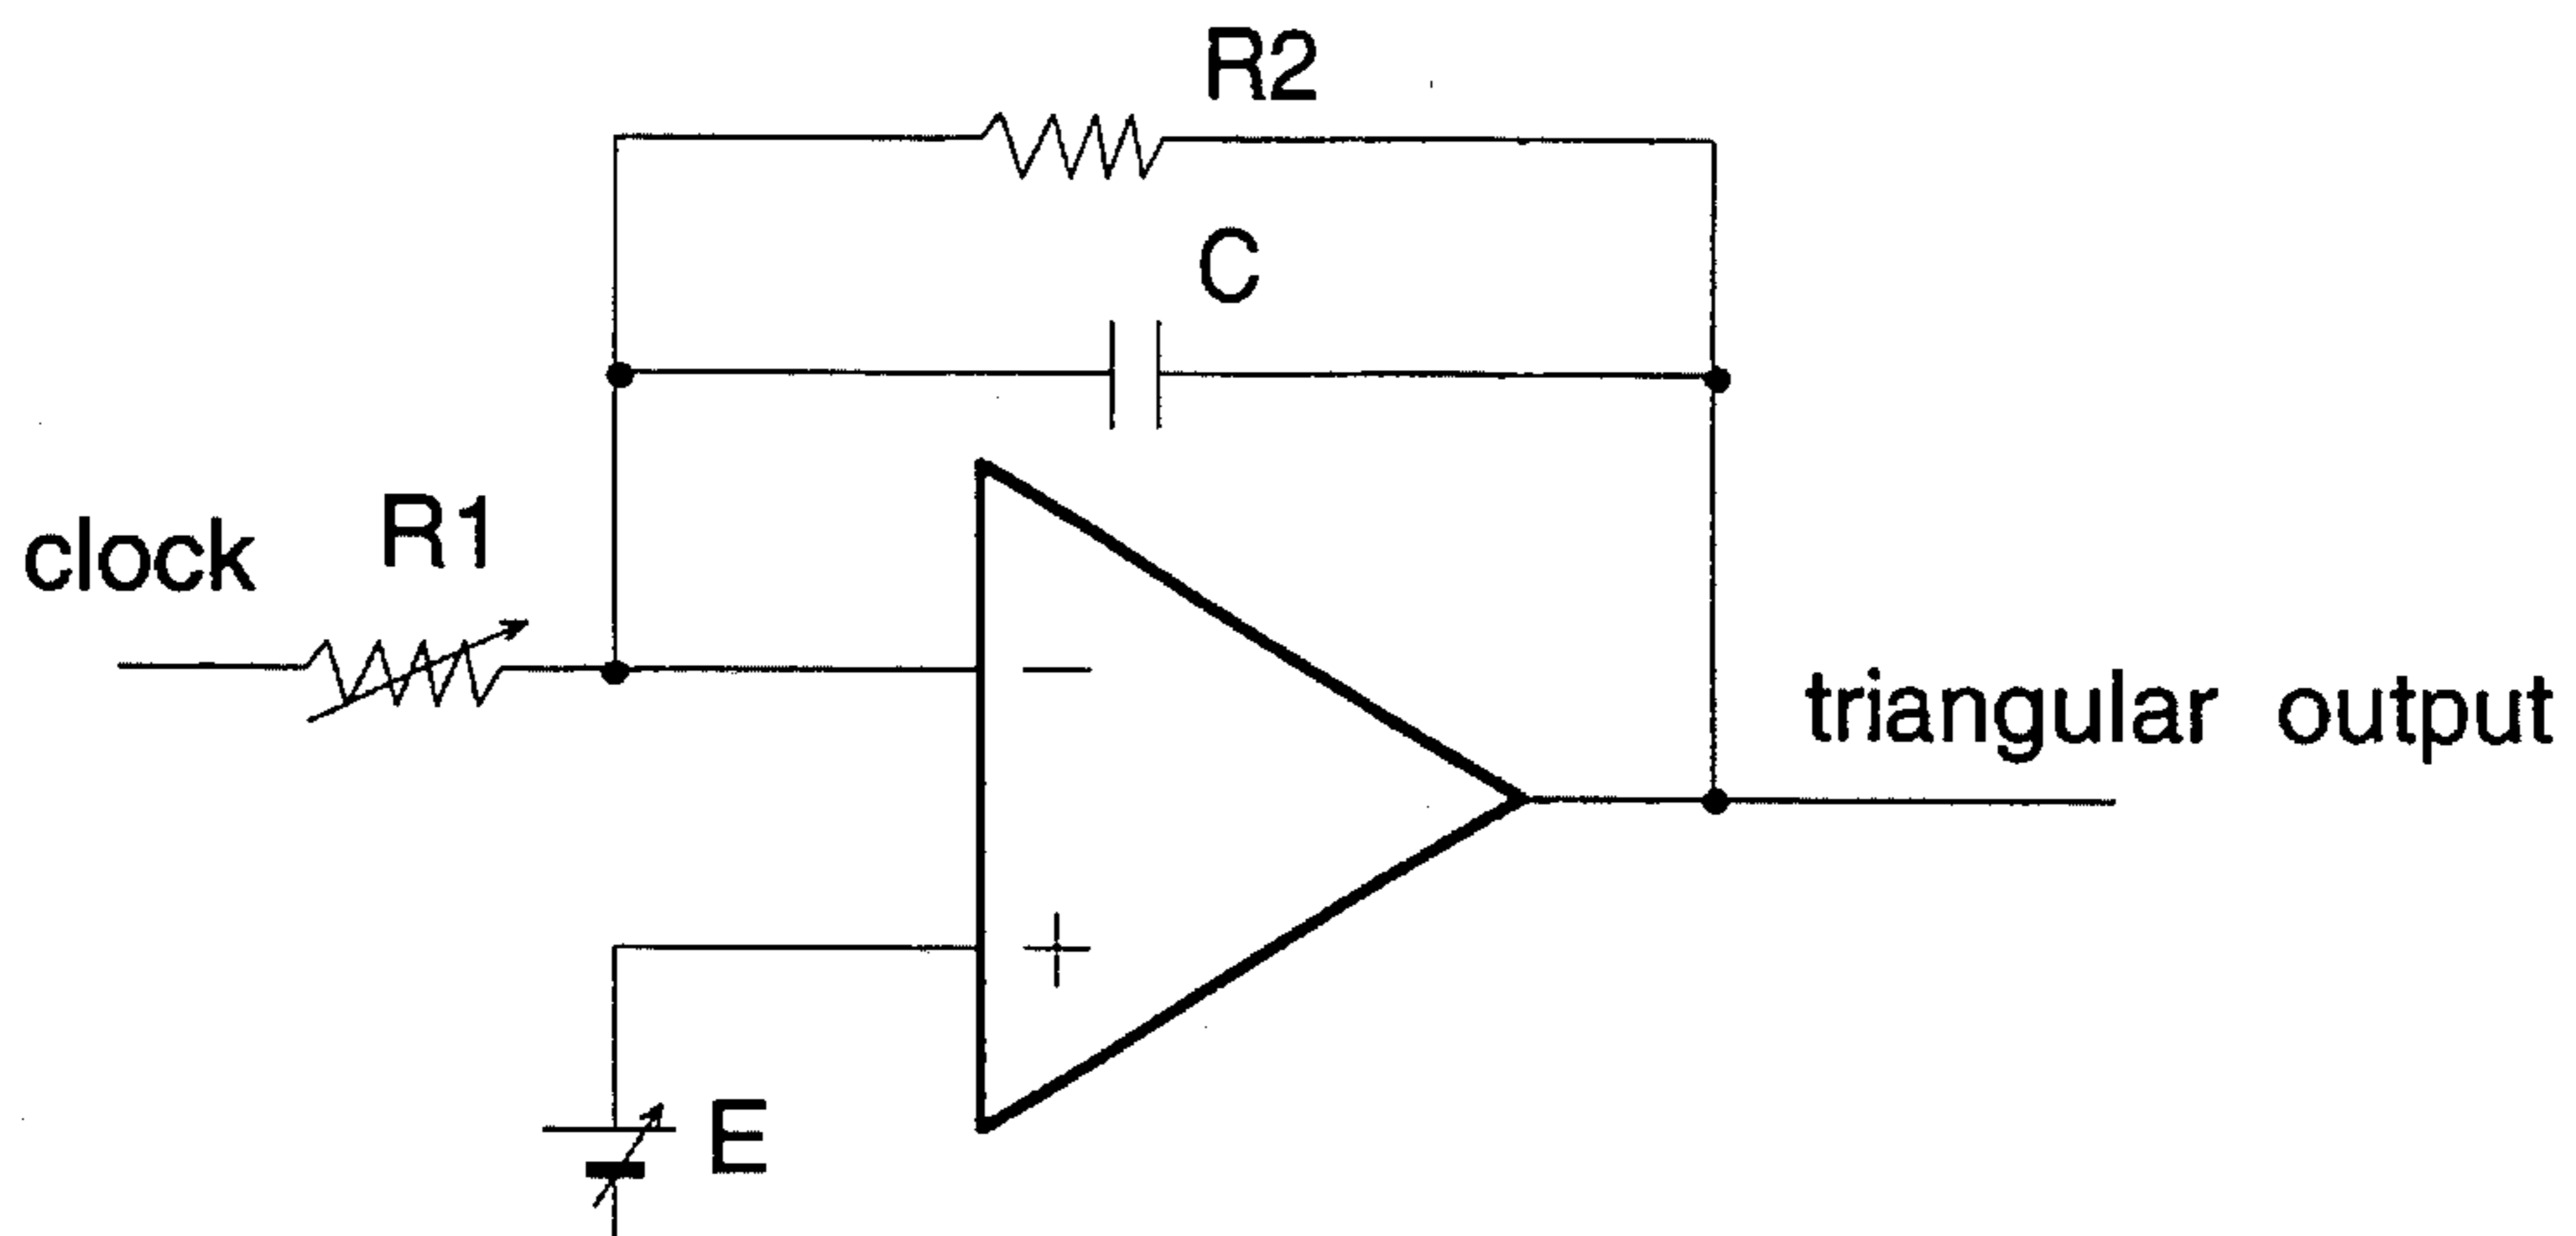 R2
C
R1
clock
−
triangular output
+
E